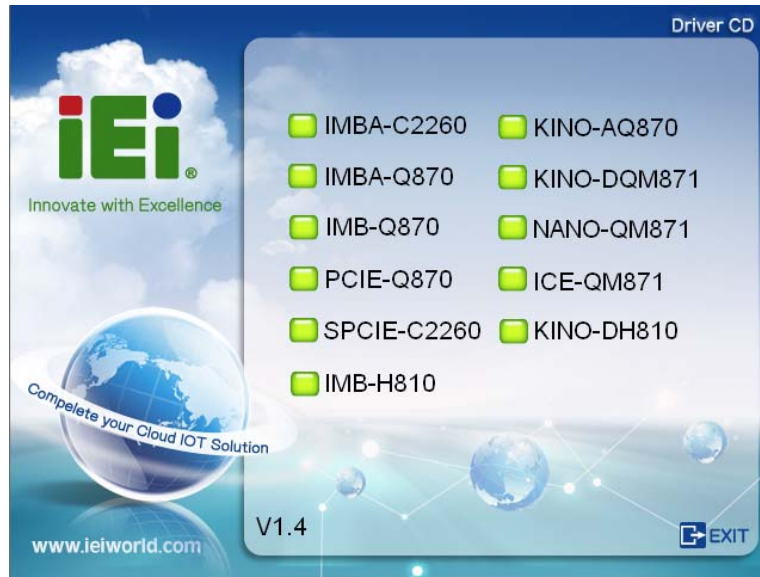 Driver CD
iEi®
Innovate with Excellence
IMBA-C2260
IMBA-Q870
IMB-Q870
PCIE-Q870
SPCIE-C2260
IMB-H810
KINO-AQ870
KINO-DQM871
NANO-QM871
ICE-QM871
KINO-DH810
Compelete your Cloud IOT Solution
www.ieiworld.com
V1.4
EXIT